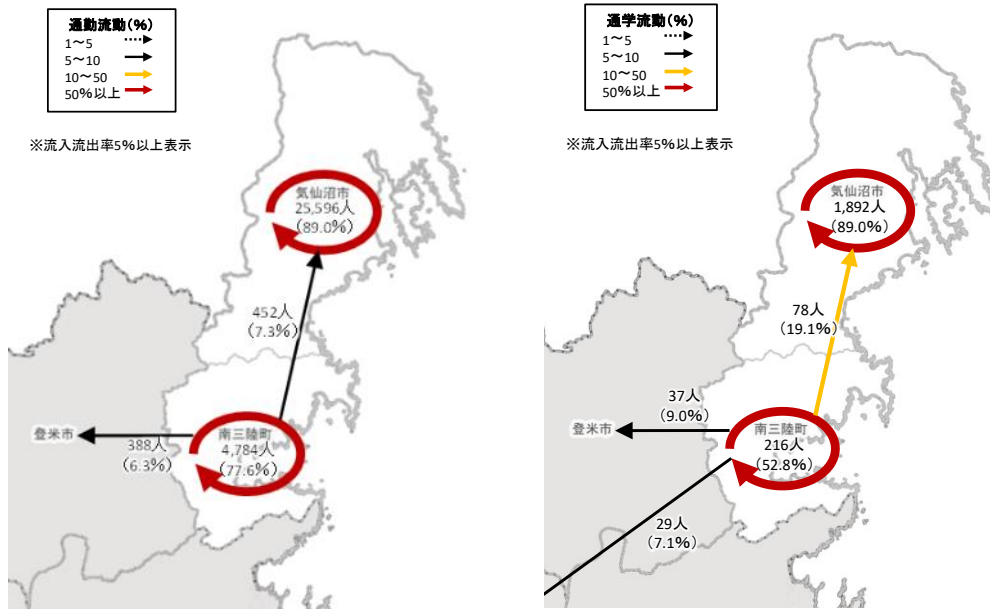 通勤流動(%)
1～5
5～10
10～50
50%以上
※流入流出率5%以上表示
気仙沼市
25,596人
(89.0%)
452人
(7.3%)
登米市
388人
(6.3%)
南三陸町
4,784人
(77.6%)
通学流動(%)
1～5
5～10
10～50
50%以上
※流入流出率5%以上表示
気仙沼市
1,892人
(89.0%)
78人
(19.1%)
37人
(9.0%)
登米市
南三陸町
216人
(52.8%)
29人
(7.1%)